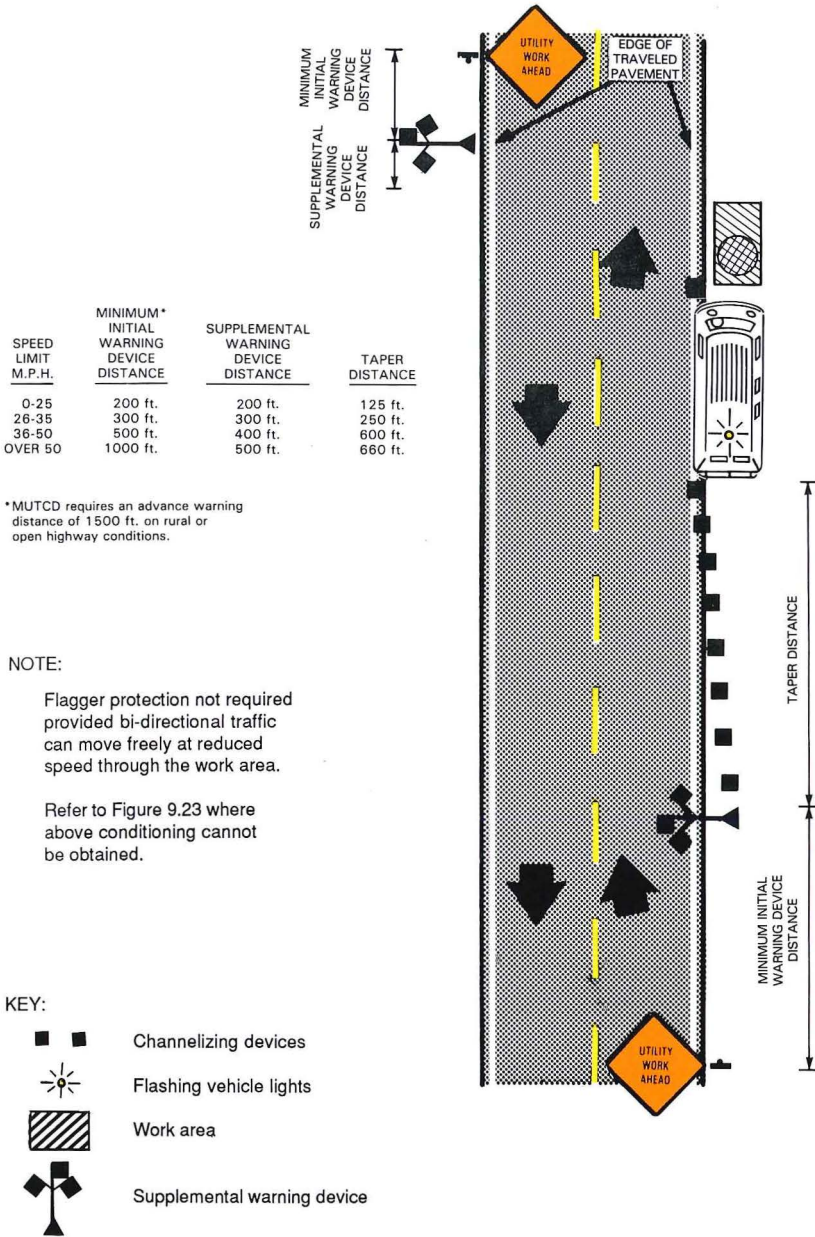 UTILITY
WORK
AHEAD
EDGE OF
TRAVELED
PAVEMENT
MINIMUM
INITIAL
WARNING
DEVICE
DISTANCE
SUPPLEMENTAL
WARNING
DEVICE
DISTANCE
SPEED
LIMIT
M.P.H.
MINIMUM*
INITIAL
WARNING
DEVICE
DISTANCE
SUPPLEMENTAL
WARNING
DEVICE
DISTANCE
TAPER
DISTANCE
0-25 200 ft. 200 ft. 125 ft.
26-35 300 ft. 300 ft. 250 ft.
36-50 500 ft. 400 ft. 600 ft.
OVER 50 1000 ft. 500 ft. 660 ft.
*MUTCD requires an advance warning
distance of 1500 ft. on rural or
open highway conditions.
TAPER DISTANCE
NOTE:
Flagger protection not required
provided bi-directional traffic
can move freely at reduced
speed through the work area.
Refer to Figure 9.23 where
above conditioning cannot
be obtained.
MINIMUM INITIAL
WARNING DEVICE
DISTANCE
UTILITY
WORK
AHEAD
KEY:
Channelizing devices
Flashing vehicle lights
Work area
Supplemental warning device